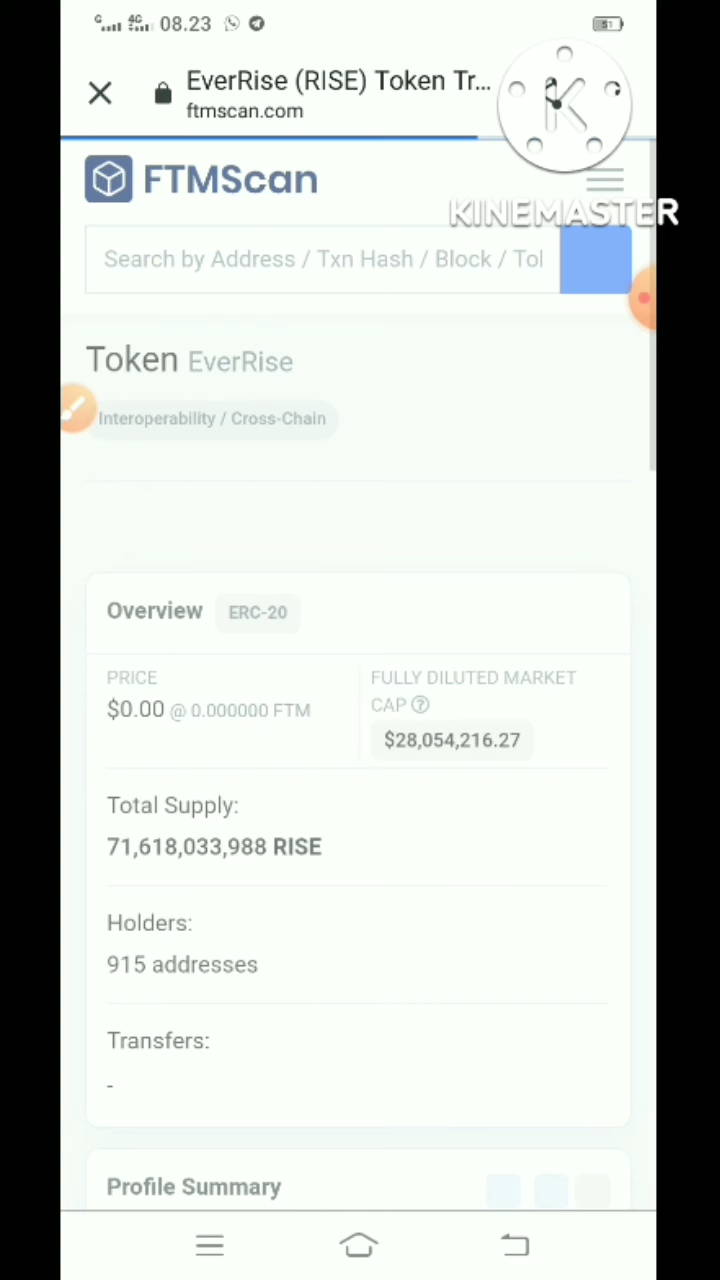 G 4G 08.23 51
EverRise (RISE) Token Tr...
ftmscan.com
K
KINEMASTER
FTMScan
Search by Address / Txn Hash / Block / Tol
Token EverRise
Interoperability / Cross-Chain
Overview ERC-20
PRICE
$0.00 @ 0.000000 FTM
FULLY DILUTED MARKET
CAP
$28,054,216.27
Total Supply:
71,618,033,988 RISE
Holders:
915 addresses
Transfers:
-
Profile Summary